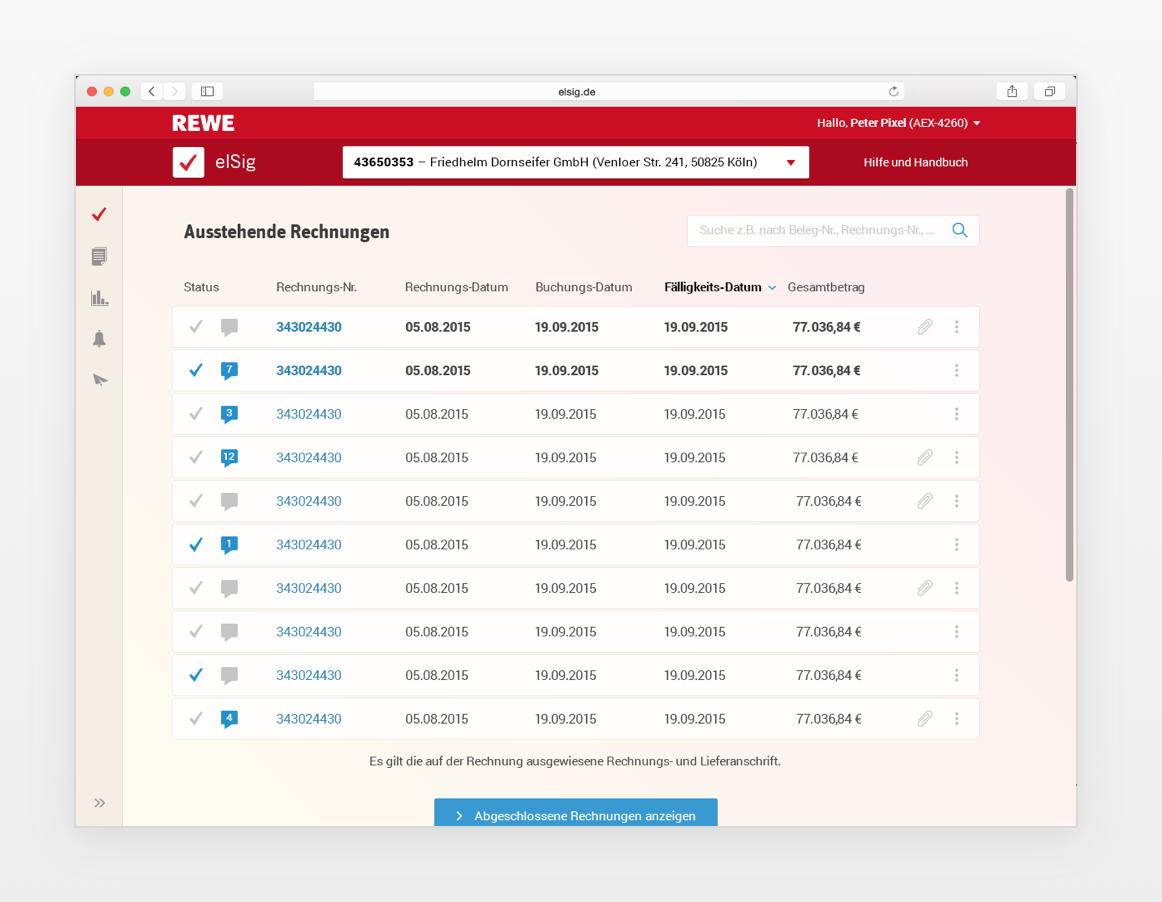 elsig.de
REWE
Hallo, Peter Pixel (AEX-4260)
elSig
43650353 – Friedhelm Dornseifer GmbH (Venloer Str. 241, 50825 Köln)
Hilfe und Handbuch
Ausstehende Rechnungen
Suche z.B. nach Beleg-Nr., Rechnungs-Nr., ...
Status Rechnungs-Nr. Rechnungs-Datum Buchungs-Datum Fälligkeits-Datum Gesamtbetrag
343024430 05.08.2015 19.09.2015 19.09.2015 77.036,84 €
7 343024430 05.08.2015 19.09.2015 19.09.2015 77.036,84 €
3 343024430 05.08.2015 19.09.2015 19.09.2015 77.036,84 €
12 343024430 05.08.2015 19.09.2015 19.09.2015 77.036,84 €
343024430 05.08.2015 19.09.2015 19.09.2015 77.036,84 €
1 343024430 05.08.2015 19.09.2015 19.09.2015 77.036,84 €
343024430 05.08.2015 19.09.2015 19.09.2015 77.036,84 €
343024430 05.08.2015 19.09.2015 19.09.2015 77.036,84 €
343024430 05.08.2015 19.09.2015 19.09.2015 77.036,84 €
4 343024430 05.08.2015 19.09.2015 19.09.2015 77.036,84 €
Es gilt die auf der Rechnung ausgewiesene Rechnungs- und Lieferanschrift.
Abgeschlossene Rechnungen anzeigen